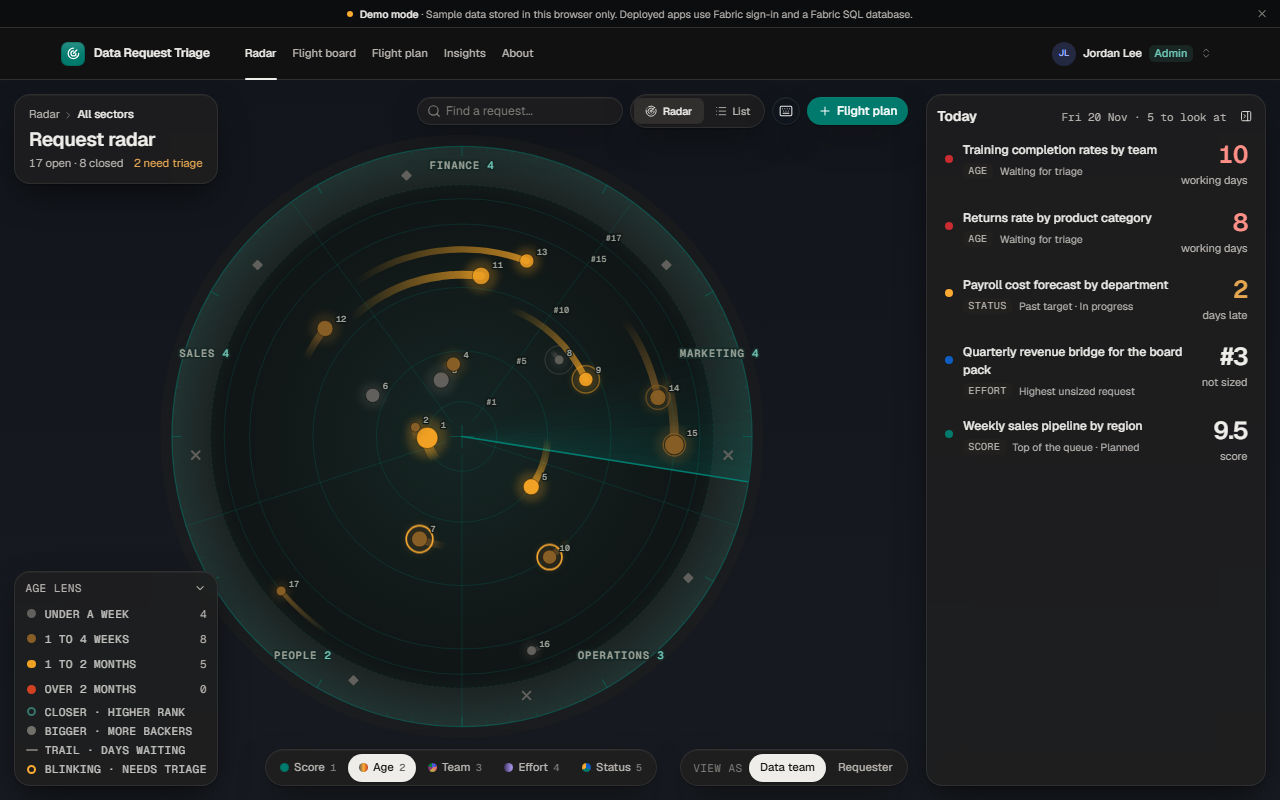 Demo mode · Sample data stored in this browser only. Deployed apps use Fabric sign-in and a Fabric SQL database.
Data Request Triage
Radar
Flight board
Flight plan
Insights
About
JL
Jordan Lee
Admin
Radar > All sectors
Request radar
17 open · 8 closed 2 need triage
Find a request...
Radar
List
+ Flight plan
FINANCE 4
#17
13
#15
11
#10
12
SALES 4
MARKETING 4
4
#5
8
9
6
14
#1
2
1
15
5
7
10
17
16
PEOPLE 2
OPERATIONS 3
AGE LENS
UNDER A WEEK 4
1 TO 4 WEEKS 8
1 TO 2 MONTHS 5
OVER 2 MONTHS 0
CLOSER · HIGHER RANK
BIGGER · MORE BACKERS
TRAIL · DAYS WAITING
BLINKING · NEEDS TRIAGE
Score 1
Age 2
Team 3
Effort 4
Status 5
VIEW AS
Data team
Requester
Today
Fri 20 Nov · 5 to look at
Training completion rates by team
10
AGE Waiting for triage
working days
Returns rate by product category
8
AGE Waiting for triage
working days
Payroll cost forecast by department
2
STATUS Past target · In progress
days late
Quarterly revenue bridge for the board
pack
#3
EFFORT Highest unsized request
not sized
Weekly sales pipeline by region
9.5
SCORE Top of the queue · Planned
score